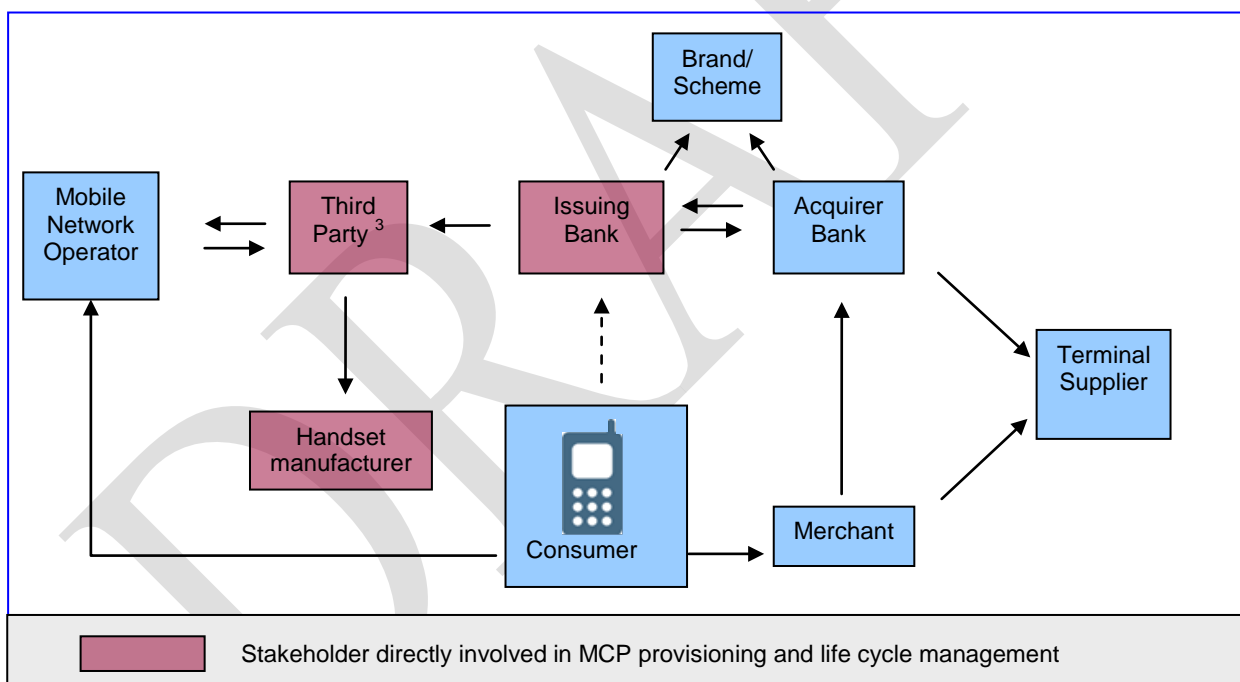 Brand/
Scheme
Mobile
Network
Operator
Third
Party 3
Issuing
Bank
Acquirer
Bank
Terminal
Supplier
Handset
manufacturer
Consumer
Merchant
Stakeholder directly involved in MCP provisioning and life cycle management
DRAF